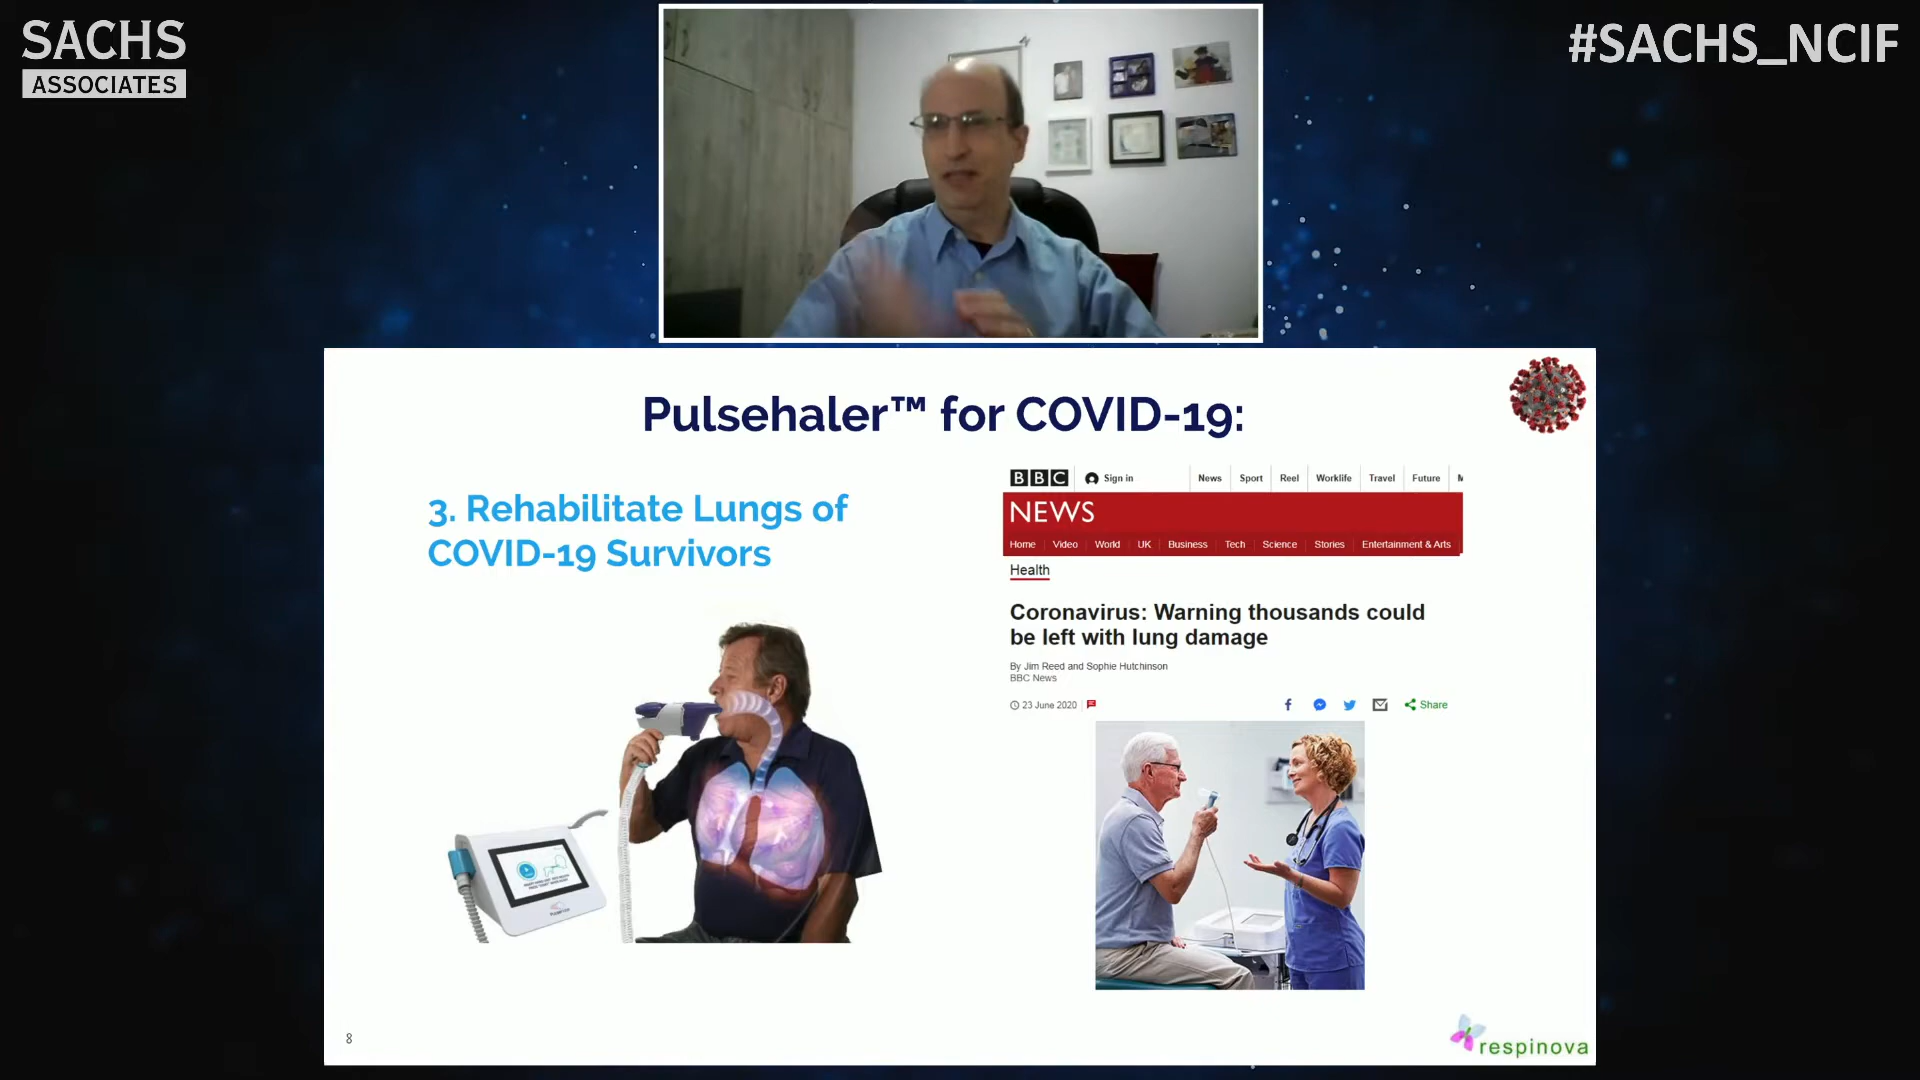 SACHS
ASSOCIATES
#SACHS_NCIF
Pulsehaler™ for COVID-19:
3. Rehabilitate Lungs of
COVID-19 Survivors
BBC
Sign in
News
Sport
Reel
Worklife
Travel
Future
NEWS
Home
Video
World
UK
Business
Tech
Science
Stories
Entertainment & Arts
Health
Coronavirus: Warning thousands could
be left with lung damage
By Jim Reed and Sophie Hutchinson
BBC News
23 June 2020
Share
8
respinova